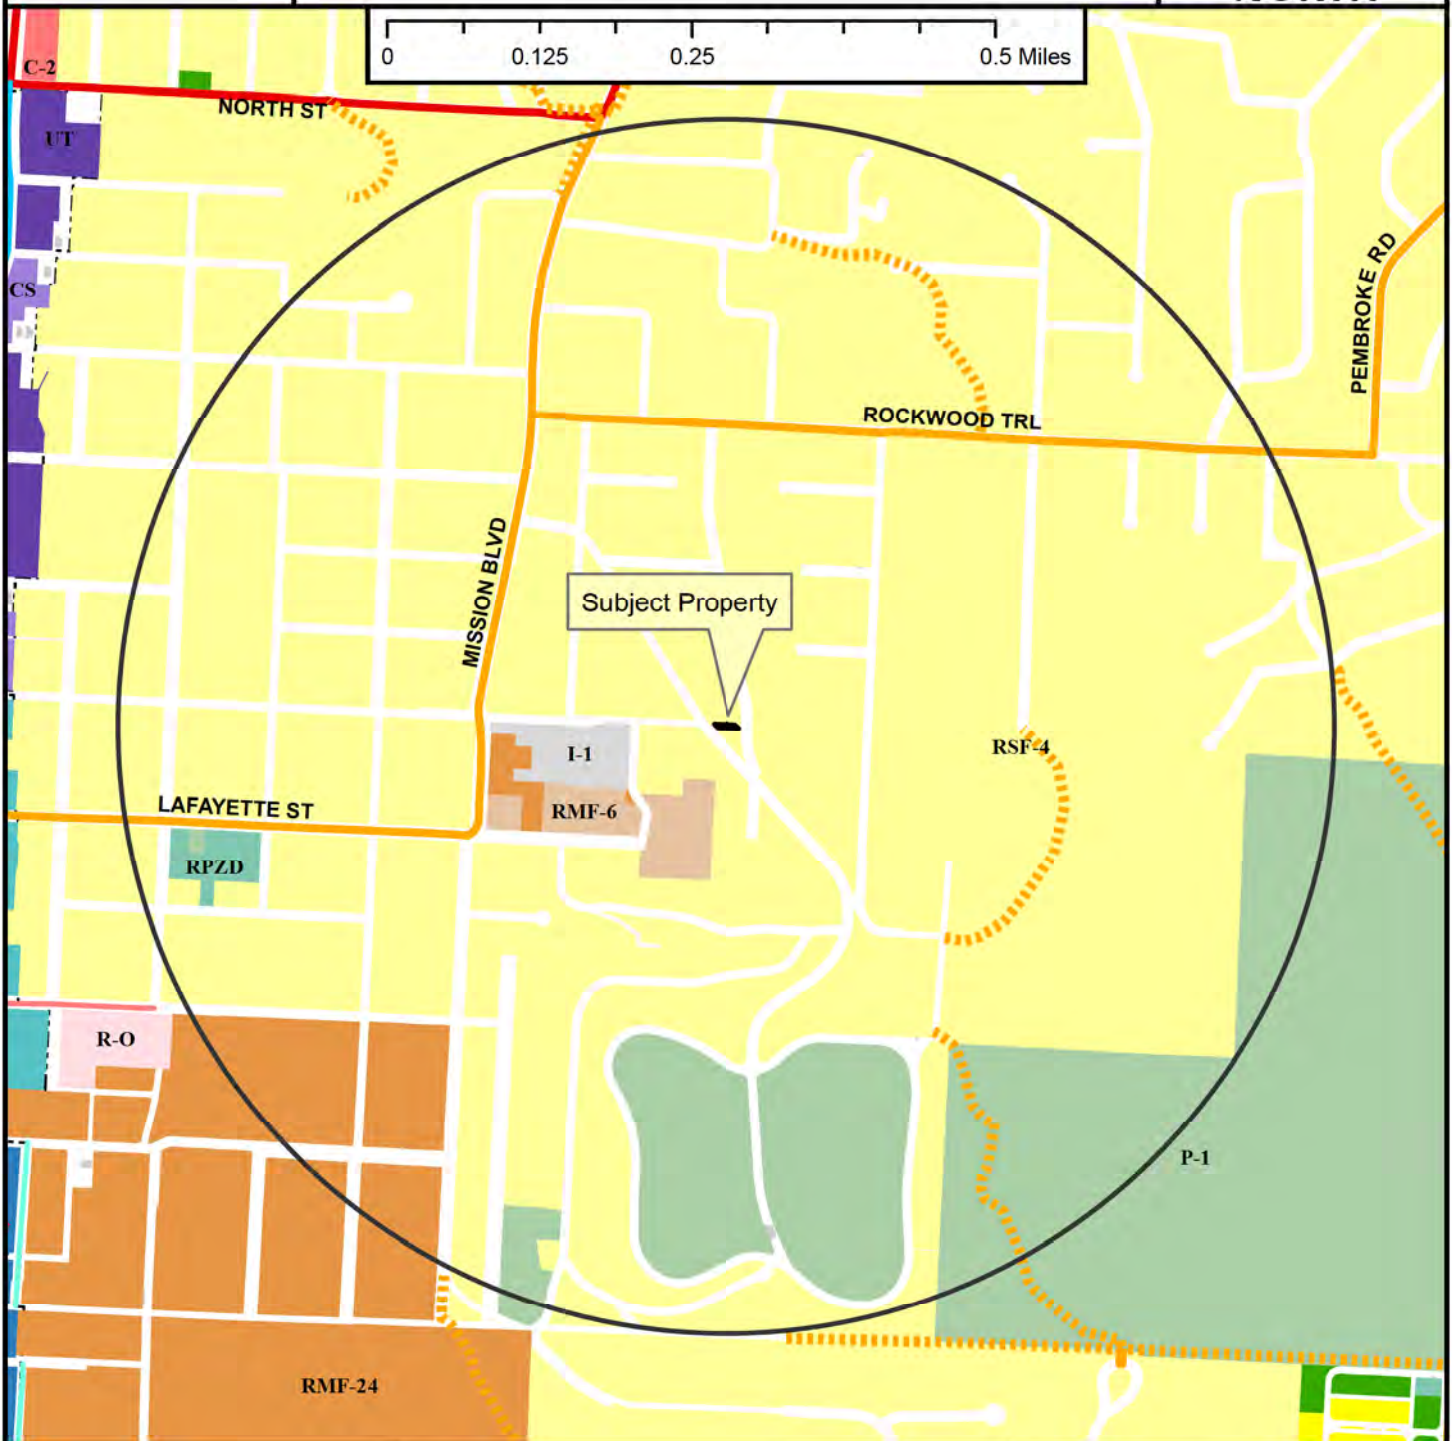 0 0.125 0.25 0.5 Miles
C-2
NORTH ST
UT
PEMBROKE RD
CS
ROCKWOOD TRL
MISSION BLVD
Subject Property
I-1
RSF-4
LAFAYETTE ST
RMF-6
RPZD
R-O
P-1
RMF-24